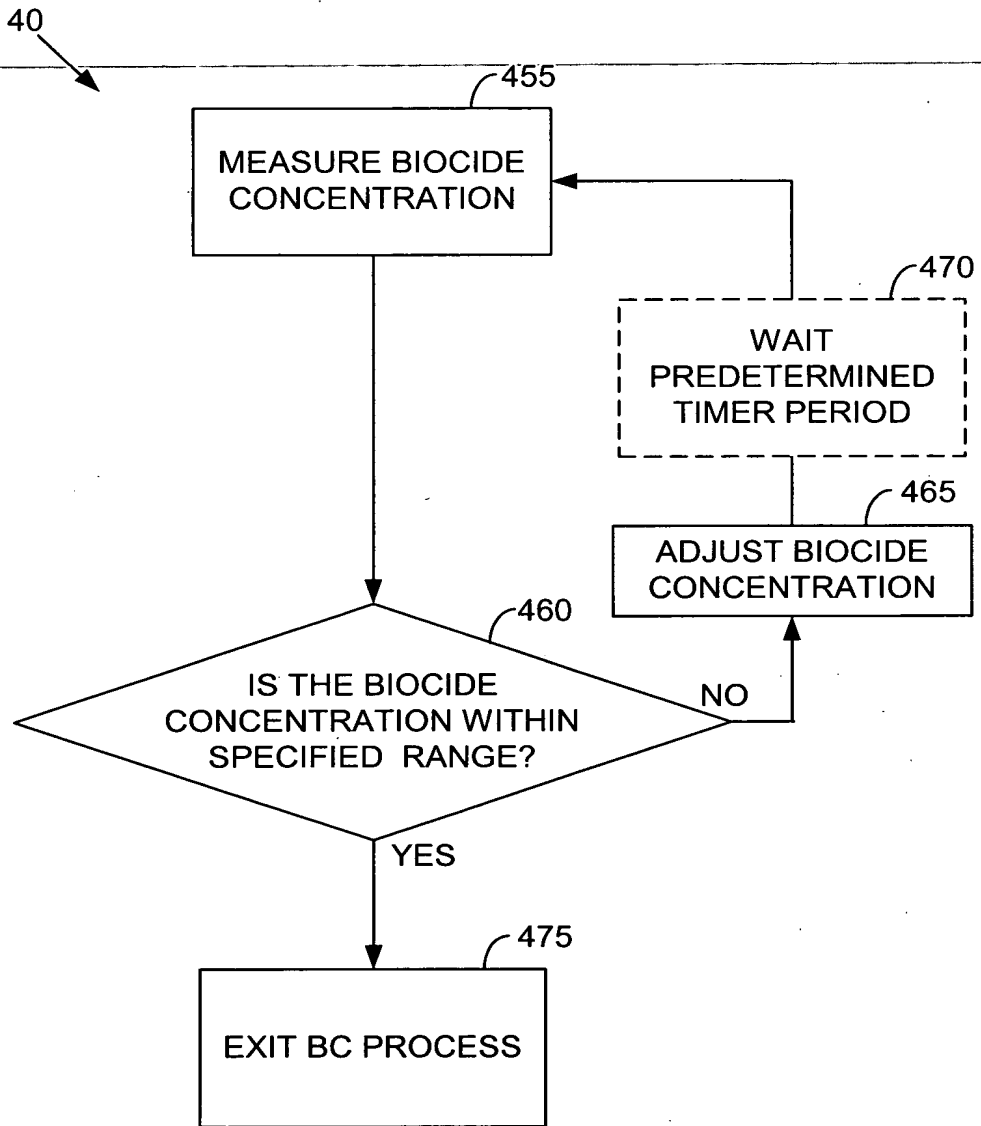 40
455
MEASURE BIOCIDE
CONCENTRATION
470
WAIT
PREDETERMINED
TIMER PERIOD
465
ADJUST BIOCIDE
CONCENTRATION
460
IS THE BIOCIDE
CONCENTRATION WITHIN
SPECIFIED RANGE?
NO
YES
475
EXIT BC PROCESS